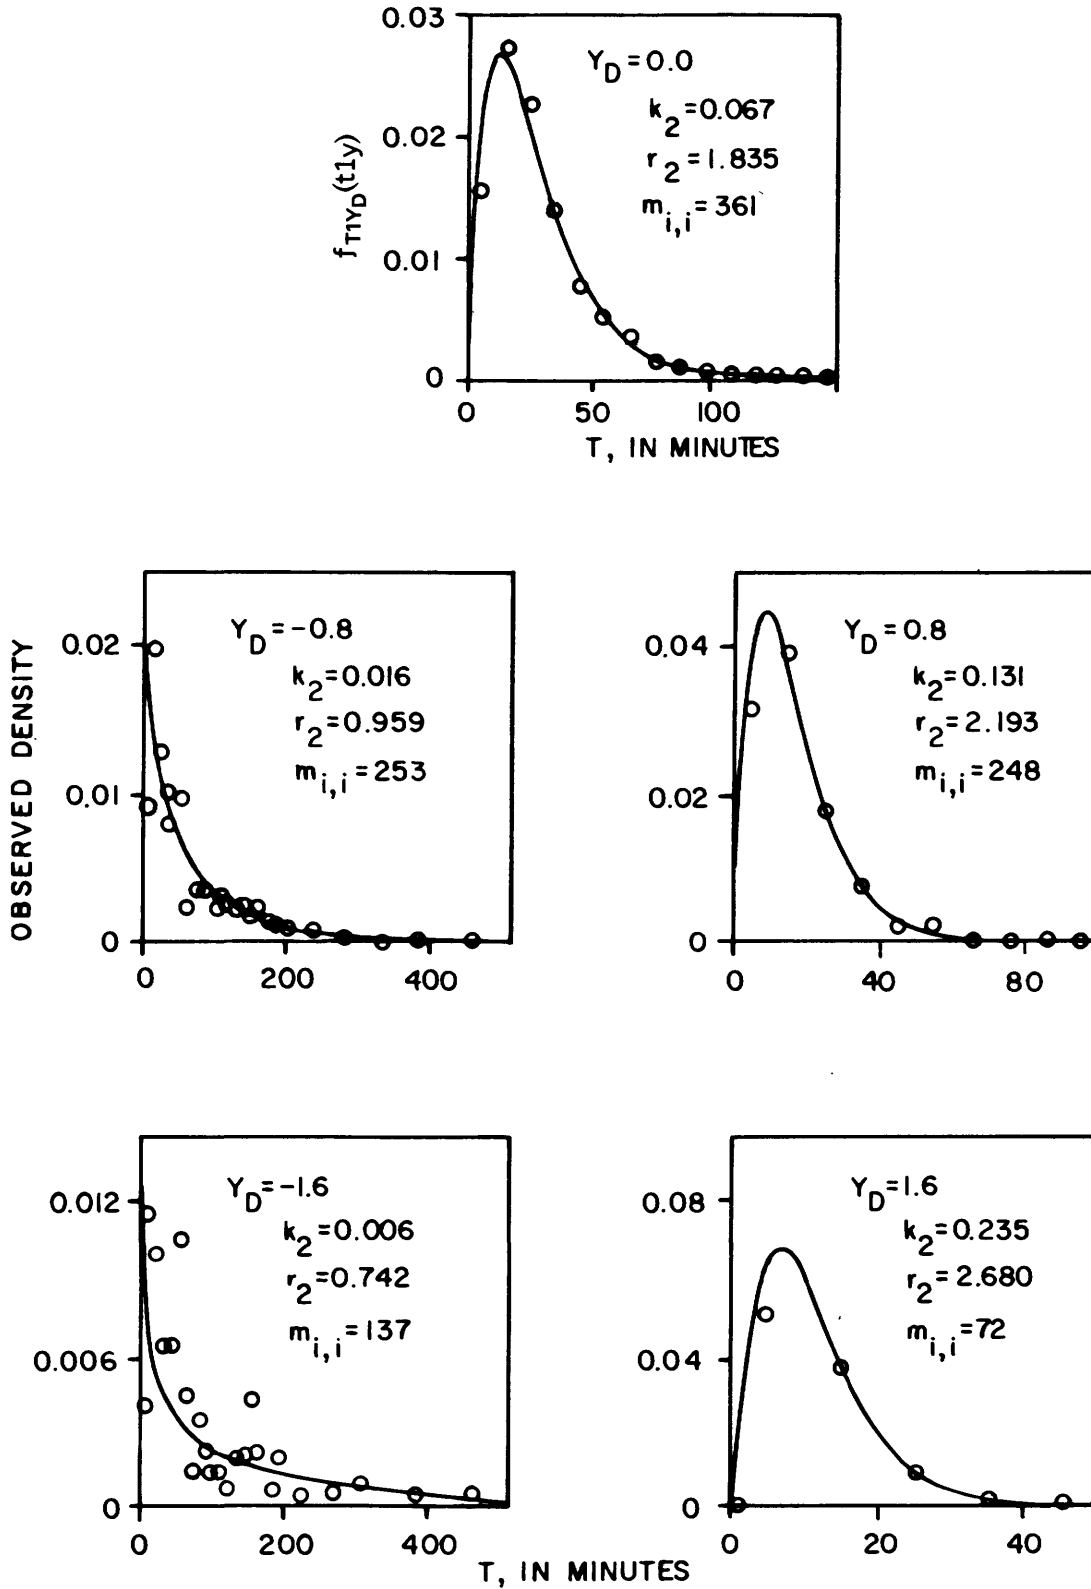 0.03
0.02
0.01
0
f_T1Y_D(t1y)
Y_D=0.0
k_2=0.067
r_2=1.835
m_i,i=361
0 50 100
T, IN MINUTES
OBSERVED DENSITY
0.02
0.01
0
Y_D=-0.8
k_2=0.016
r_2=0.959
m_i,i=253
0 200 400
0.04
0.02
0
Y_D=0.8
k_2=0.131
r_2=2.193
m_i,i=248
0 40 80
0.012
0.006
0
Y_D=-1.6
k_2=0.006
r_2=0.742
m_i,i=137
0 200 400
0.08
0.04
0
Y_D=1.6
k_2=0.235
r_2=2.680
m_i,i=72
0 20 40
T, IN MINUTES